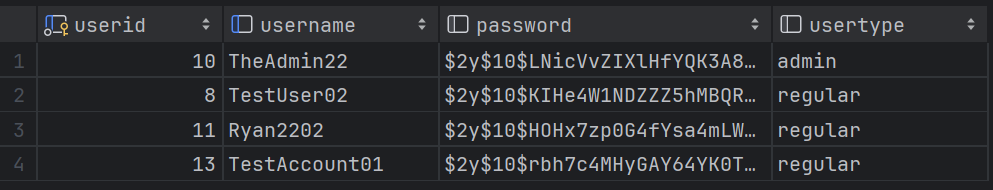 userid username password usertype
1 10 TheAdmin22 $2y$10$LNicVvZIXlHfYQK3A8… admin
2 8 TestUser02 $2y$10$KIHe4W1NDZZZ5hMBQR… regular
3 11 Ryan2202 $2y$10$HOHx7zp0G4fYsa4mLW… regular
4 13 TestAccount01 $2y$10$rbh7c4MHyGAY64YK0T… regular